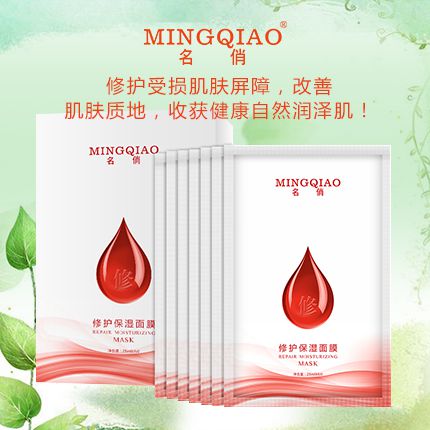 MINGQIAO®
名 俏
修护受损肌肤屏障，改善
肌肤质地，收获健康自然润泽肌！
MINGQIAO
名 俏
修
修护保湿面膜
REPAIR MOISTURIZING
MASK
MINGQIAO
名 俏
修
修护保湿面膜
REPAIR MOISTURIZING
MASK